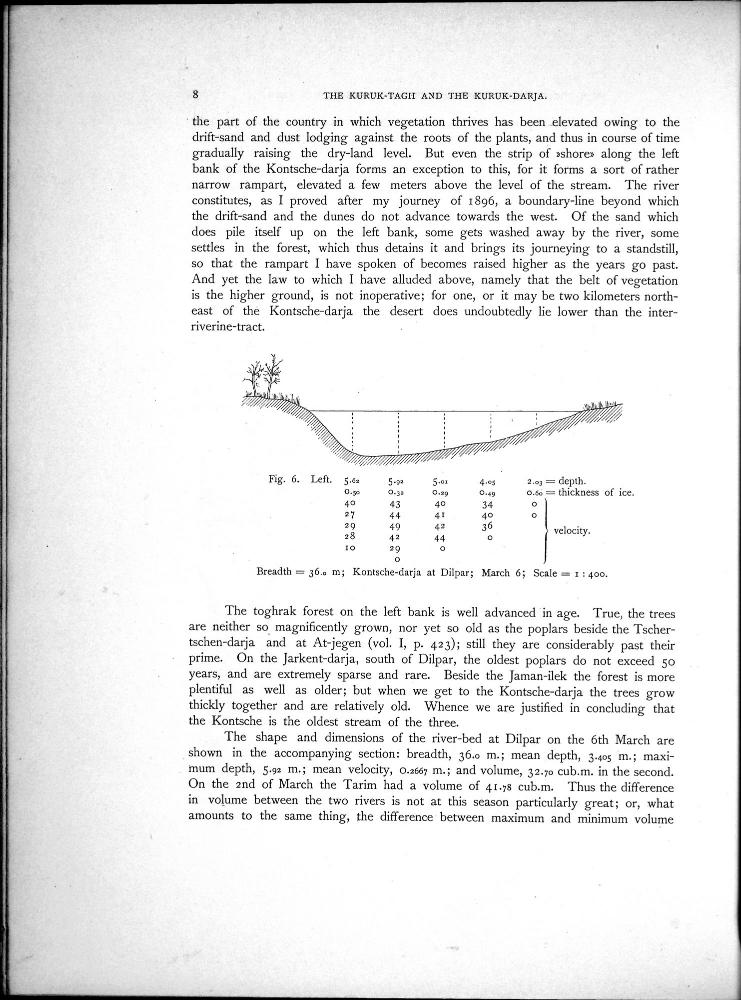 8 THE KURUK-TAGH AND THE KURUK-DARJA.
the part of the country in which vegetation thrives has been elevated owing to the
drift-sand and dust lodging against the roots of the plants, and thus in course of time
gradually raising the dry-land level. But even the strip of »shore» along the left
bank of the Kontsche-darja forms an exception to this, for it forms a sort of rather
narrow rampart, elevated a few meters above the level of the stream. The river
constitutes, as I proved after my journey of 1896, a boundary-line beyond which
the drift-sand and the dunes do not advance towards the west. Of the sand which
does pile itself up on the left bank, some gets washed away by the river, some
settles in the forest, which thus detains it and brings its journeying to a standstill,
so that the rampart I have spoken of becomes raised higher as the years go past.
And yet the law to which I have alluded above, namely that the belt of vegetation
is the higher ground, is not inoperative; for one, or it may be two kilometers north-
east of the Kontsche-darja the desert does undoubtedly lie lower than the inter-
riverine-tract.
Fig. 6. Left. 5.62 5.92 5.01 4.05 2.03 = depth.
0.50 0.32 0.29 0.49 0.60 = thickness of ice.
40 43 40 34 0
27 44 41 40 0
29 49 42 36
velocity.
28 42 44 0
10 29 0
0
Breadth = 36.0 m; Kontsche-darja at Dilpar; March 6; Scale = 1 : 400.
The toghrak forest on the left bank is well advanced in age. True, the trees
are neither so magnificently grown, nor yet so old as the poplars beside the Tscher-
tschen-darja and at At-jegen (vol. I, p. 423); still they are considerably past their
prime. On the Jarkent-darja, south of Dilpar, the oldest poplars do not exceed 50
years, and are extremely sparse and rare. Beside the Jaman-ilek the forest is more
plentiful as well as older; but when we get to the Kontsche-darja the trees grow
thickly together and are relatively old. Whence we are justified in concluding that
the Kontsche is the oldest stream of the three.
The shape and dimensions of the river-bed at Dilpar on the 6th March are
shown in the accompanying section: breadth, 36.0 m.; mean depth, 3.405 m.; maxi-
mum depth, 5.92 m.; mean velocity, 0.2667 m.; and volume, 32.70 cub.m. in the second.
On the 2nd of March the Tarim had a volume of 41.78 cub.m. Thus the difference
in volume between the two rivers is not at this season particularly great; or, what
amounts to the same thing, the difference between maximum and minimum volume